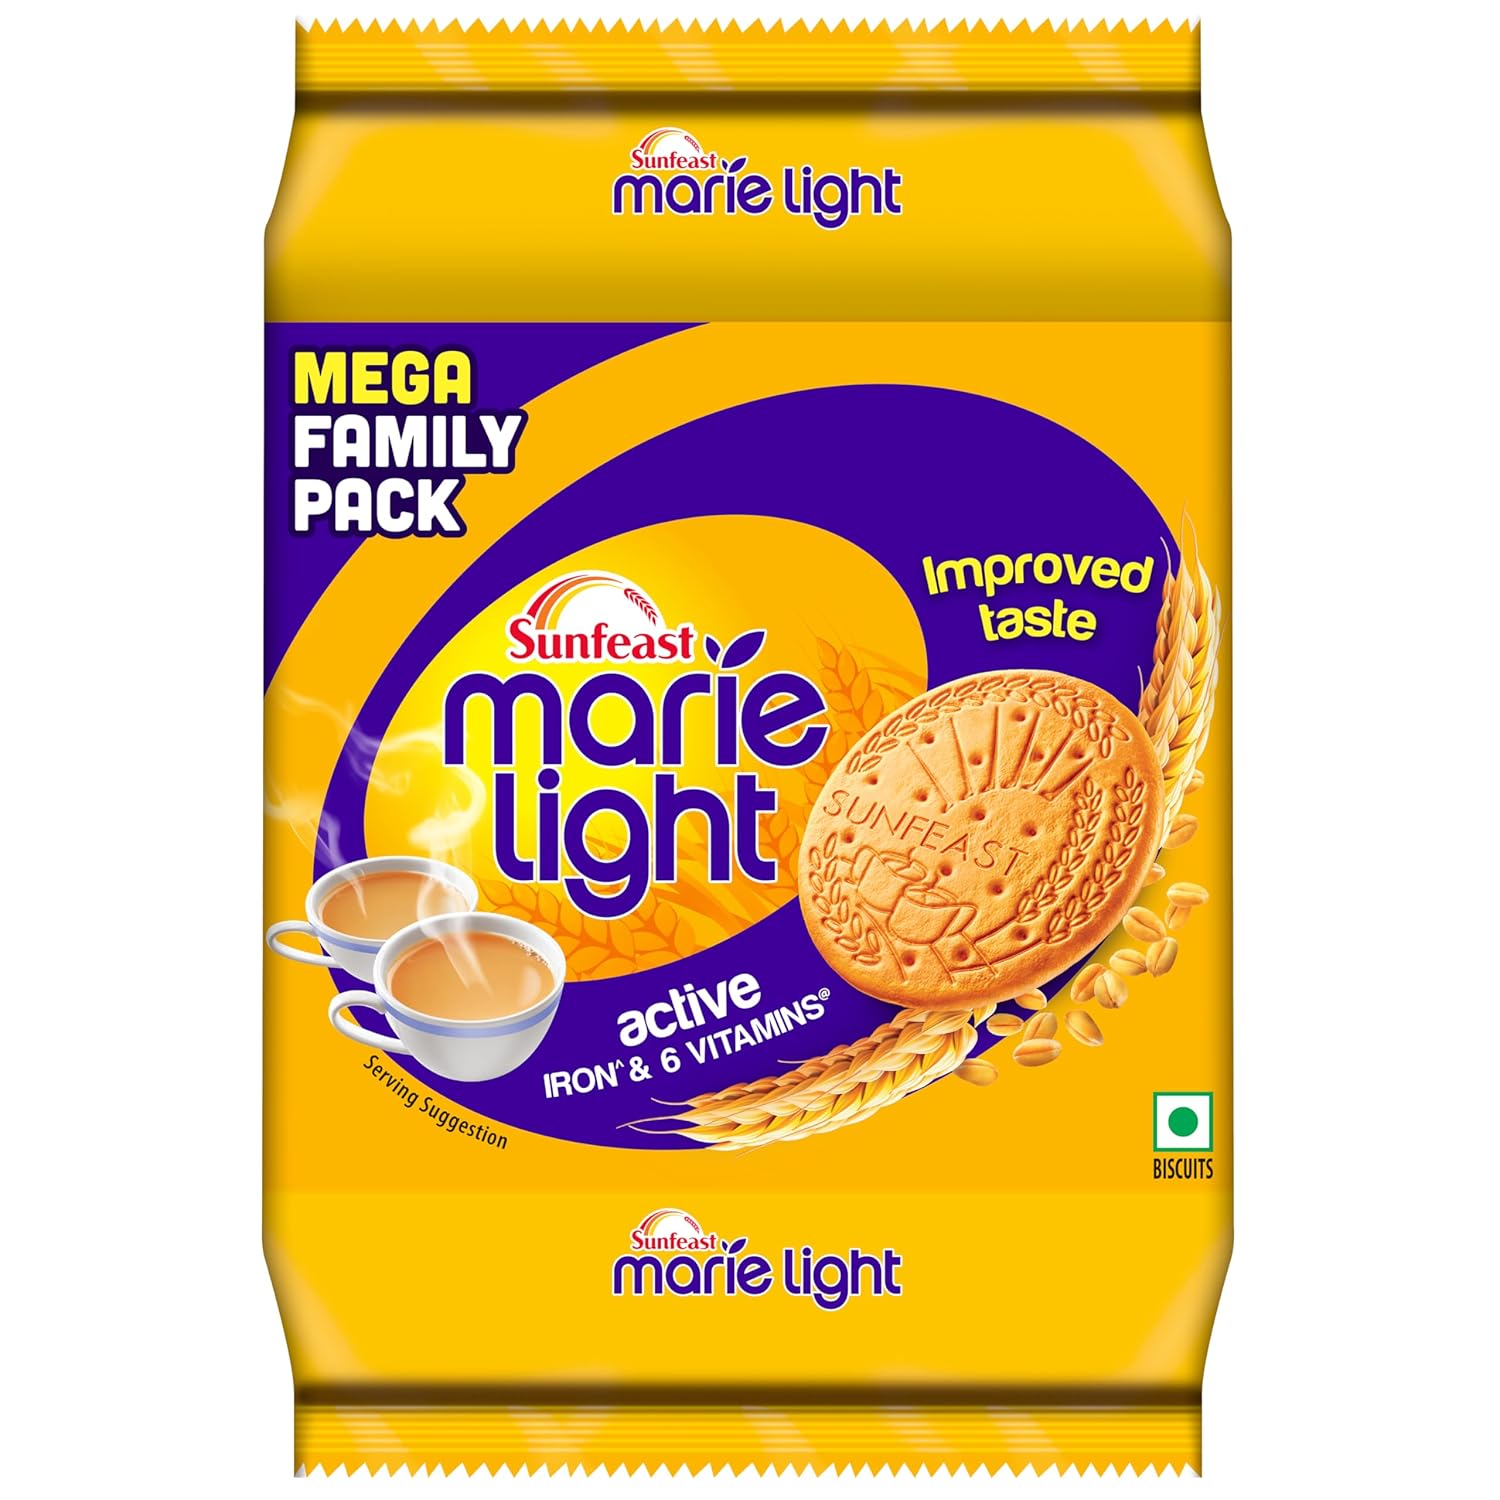 Sunfeast
marie light
MEGA
FAMILY
PACK
Improved
taste
Sunfeast
marie
light
SUNFEAST
active
IRON^ & 6 VITAMINS@
Serving Suggestion
BISCUITS
Sunfeast
marie light